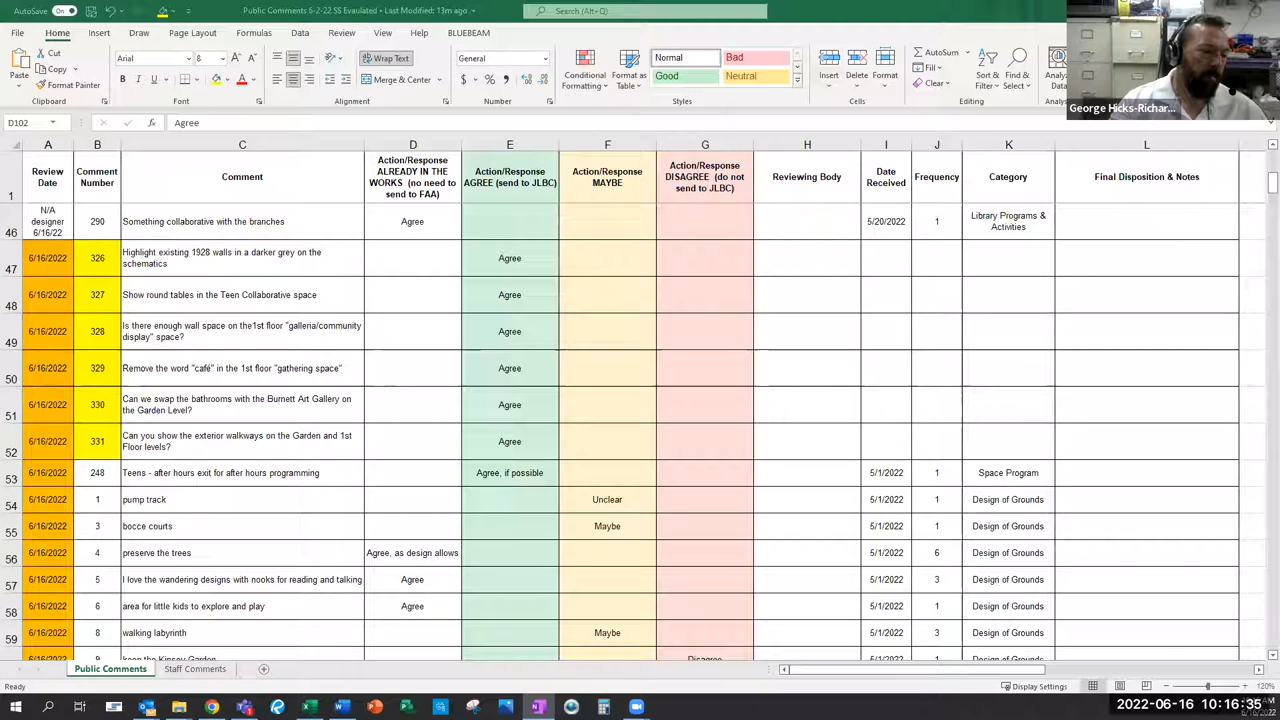 AutoSave On
Public Comments 5-2-22 SS Evaulated • Last Modified: 13m ago
Search (Alt+Q)
File Home Insert Draw Page Layout Formulas Data Review View Help BLUEBEAM
Paste
Cut
Copy
Format Painter
Arial 8
B I U
Wrap Text
Merge & Center
General
Conditional Formatting
Format as Table
Normal Bad
Good Neutral
Insert Delete Format
AutoSum
Fill
Clear
Sort & Filter
Find & Select
Clipboard Font Alignment Number Styles Cells Editing
George Hicks-Richar...
D102 Agree
A B C D E F G H I J K L
1 Review Date Comment Number Comment Action/Response ALREADY IN THE WORKS (no need to send to FAA) Action/Response AGREE (send to JLBC) Action/Response MAYBE Action/Response DISAGREE (do not send to JLBC) Reviewing Body Date Received Frequency Category Final Disposition & Notes
46 N/A designer 6/16/22 290 Something collaborative with the branches Agree 5/20/2022 1 Library Programs & Activities
47 6/16/2022 326 Highlight existing 1928 walls in a darker grey on the schematics Agree
48 6/16/2022 327 Show round tables in the Teen Collaborative space Agree
49 6/16/2022 328 Is there enough wall space on the1st floor "galleria/community display" space? Agree
50 6/16/2022 329 Remove the word "café" in the 1st floor "gathering space" Agree
51 6/16/2022 330 Can we swap the bathrooms with the Burnett Art Gallery on the Garden Level? Agree
52 6/16/2022 331 Can you show the exterior walkways on the Garden and 1st Floor levels? Agree
53 6/16/2022 248 Teens - after hours exit for after hours programming Agree, if possible 5/1/2022 1 Space Program
54 6/16/2022 1 pump track Unclear 5/1/2022 1 Design of Grounds
55 6/16/2022 3 bocce courts Maybe 5/1/2022 1 Design of Grounds
56 6/16/2022 4 preserve the trees Agree, as design allows 5/1/2022 6 Design of Grounds
57 6/16/2022 5 I love the wandering designs with nooks for reading and talking Agree 5/1/2022 3 Design of Grounds
58 6/16/2022 6 area for little kids to explore and play Agree 5/1/2022 1 Design of Grounds
59 6/16/2022 8 walking labyrinth Maybe 5/1/2022 3 Design of Grounds
6/16/2022 9 keep the Kinsey Garden Disagree 5/1/2022 1 Design of Grounds
Public Comments Staff Comments
Ready Display Settings 120%
2022-06-16 10:16:35